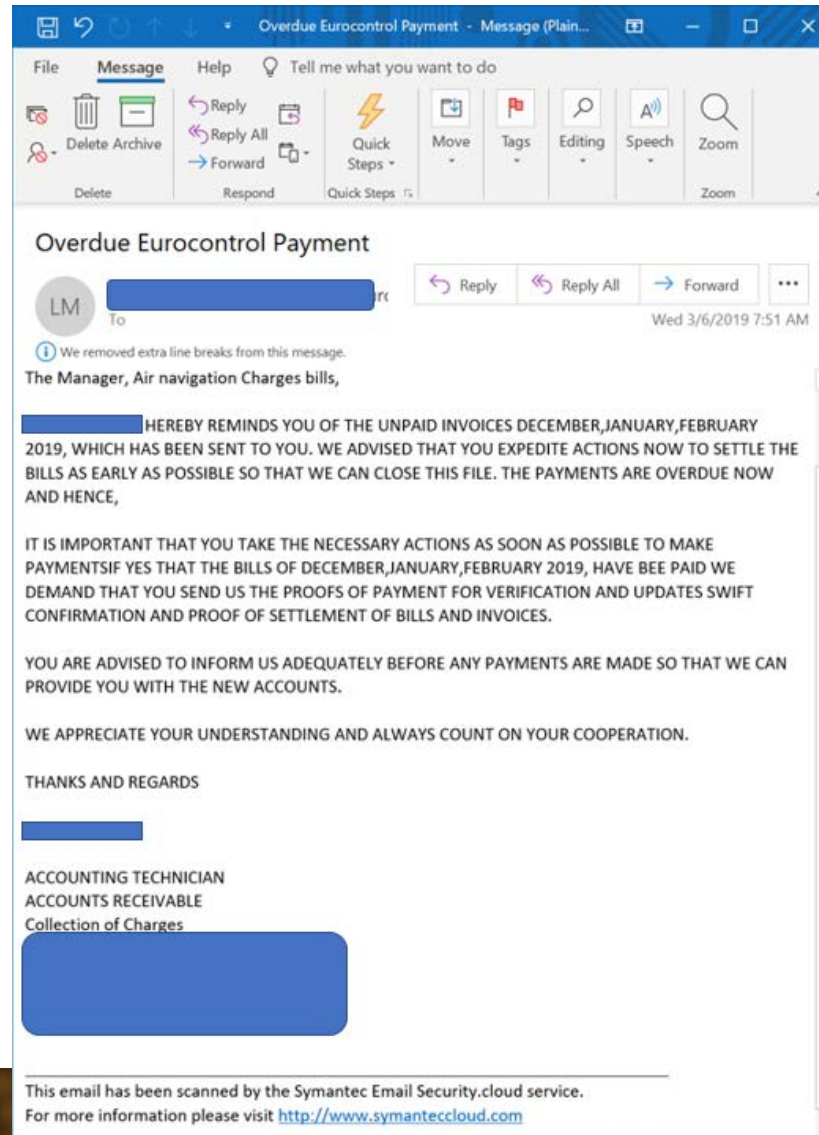 Overdue Eurocontrol Payment - Message (Plain...
File Message Help Tell me what you want to do
Delete Archive
Reply
Reply All
Forward
Quick Steps
Move
Tags
Editing
Speech
Zoom
Delete Respond Quick Steps Zoom
Overdue Eurocontrol Payment
LM
To
Reply Reply All Forward
Wed 3/6/2019 7:51 AM
We removed extra line breaks from this message.
The Manager, Air navigation Charges bills,
HEREBY REMINDS YOU OF THE UNPAID INVOICES DECEMBER,JANUARY,FEBRUARY
2019, WHICH HAS BEEN SENT TO YOU. WE ADVISED THAT YOU EXPEDITE ACTIONS NOW TO SETTLE THE
BILLS AS EARLY AS POSSIBLE SO THAT WE CAN CLOSE THIS FILE. THE PAYMENTS ARE OVERDUE NOW
AND HENCE,
IT IS IMPORTANT THAT YOU TAKE THE NECESSARY ACTIONS AS SOON AS POSSIBLE TO MAKE
PAYMENTSIF YES THAT THE BILLS OF DECEMBER,JANUARY,FEBRUARY 2019, HAVE BEE PAID WE
DEMAND THAT YOU SEND US THE PROOFS OF PAYMENT FOR VERIFICATION AND UPDATES SWIFT
CONFIRMATION AND PROOF OF SETTLEMENT OF BILLS AND INVOICES.
YOU ARE ADVISED TO INFORM US ADEQUATELY BEFORE ANY PAYMENTS ARE MADE SO THAT WE CAN
PROVIDE YOU WITH THE NEW ACCOUNTS.
WE APPRECIATE YOUR UNDERSTANDING AND ALWAYS COUNT ON YOUR COOPERATION.
THANKS AND REGARDS
ACCOUNTING TECHNICIAN
ACCOUNTS RECEIVABLE
Collection of Charges
This email has been scanned by the Symantec Email Security.cloud service.
For more information please visit http://www.symanteccloud.com